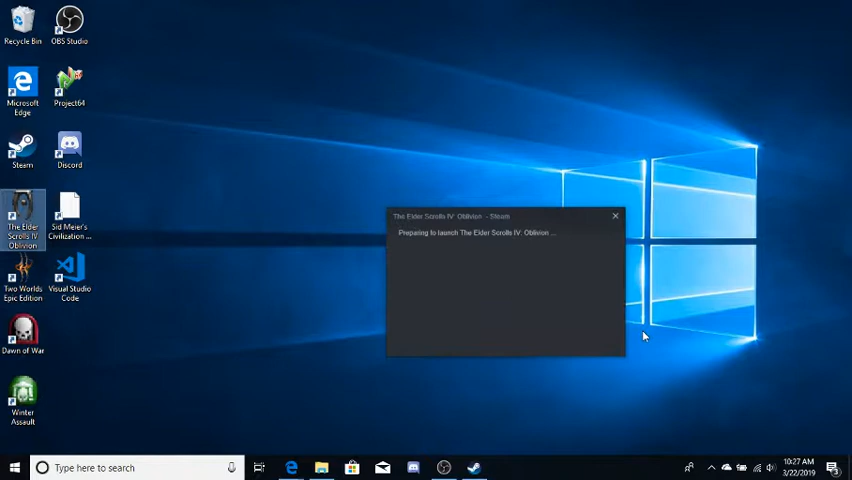 Recycle Bin
OBS Studio
Microsoft
Edge
Project64
Steam
Discord
The Elder
Scrolls IV
Oblivion
Sid Meier's
Civilization ...
Two Worlds
Epic Edition
Visual Studio
Code
Dawn of War
Winter
Assault
The Elder Scrolls IV: Oblivion - Steam
Preparing to launch The Elder Scrolls IV: Oblivion ...
Type here to search
10:27 AM
3/22/2019
3